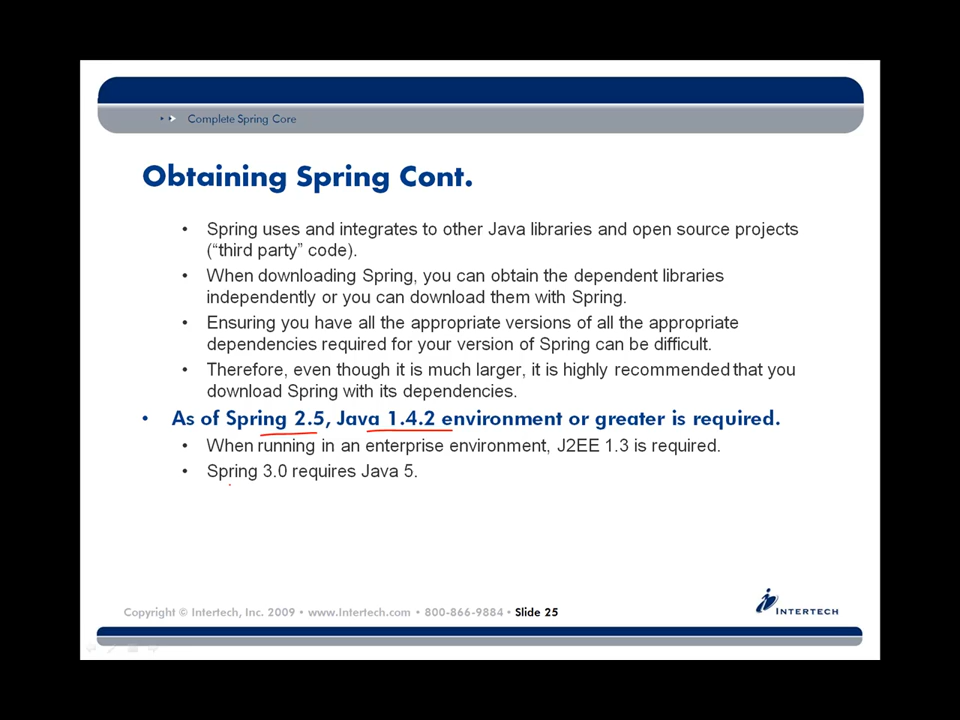 Complete Spring Core
Obtaining Spring Cont.
• Spring uses and integrates to other Java libraries and open source projects
(“third party” code).
• When downloading Spring, you can obtain the dependent libraries
independently or you can download them with Spring.
• Ensuring you have all the appropriate versions of all the appropriate
dependencies required for your version of Spring can be difficult.
• Therefore, even though it is much larger, it is highly recommended that you
download Spring with its dependencies.
• As of Spring 2.5, Java 1.4.2 environment or greater is required.
• When running in an enterprise environment, J2EE 1.3 is required.
• Spring 3.0 requires Java 5.
Copyright © Intertech, Inc. 2009 • www.Intertech.com • 800-866-9884 • Slide 25
INTERTECH